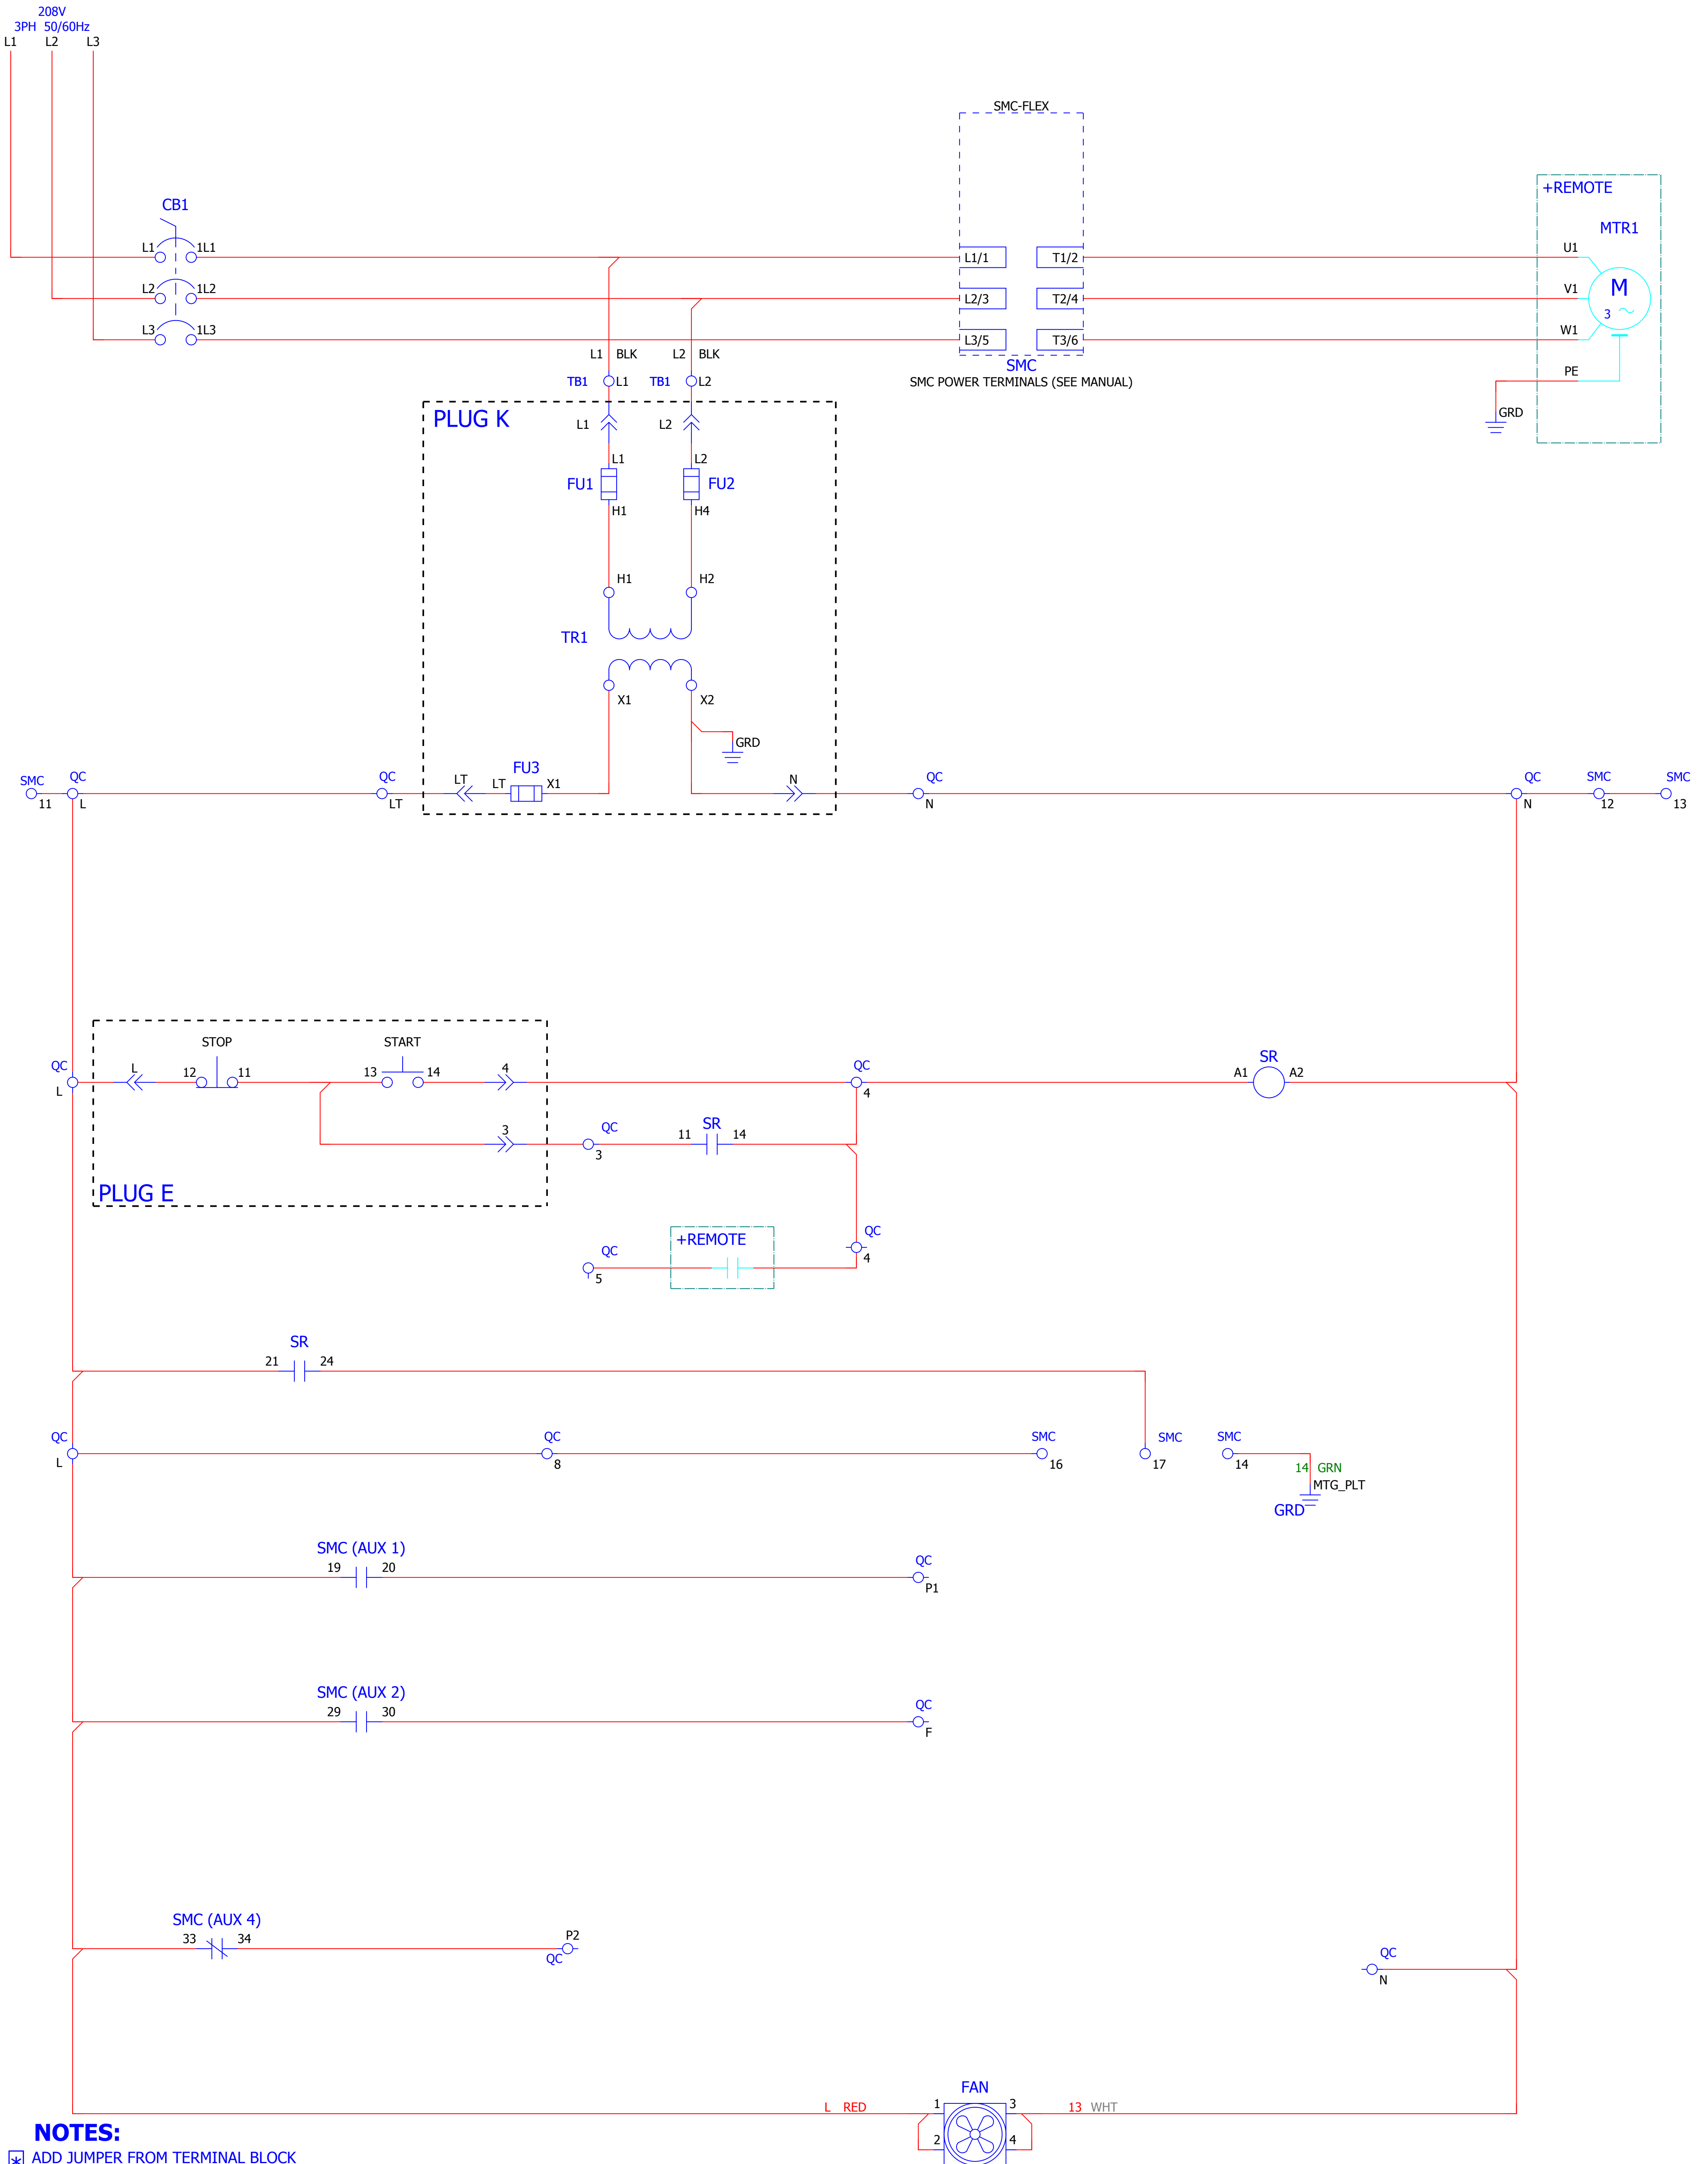 208V
3PH 50/60Hz
L1 L2 L3
SMC-FLEX
+REMOTE
CB1
MTR1
L1 1L1
L1/1 T1/2
U1
L2 1L2
L2/3 T2/4
V1
M
3
L3 1L3
L3/5 T3/6
W1
SMC
SMC POWER TERMINALS (SEE MANUAL)
L1 BLK L2 BLK
PE
TB1 L1 TB1 L2
GRD
PLUG K
L1 L2
L1 L2
FU1 FU2
H1 H4
H1 H2
TR1
X1 X2
GRD
SMC QC QC LT LT FU3 X1 N QC QC SMC SMC
11 L LT N N 12 13
STOP START
QC L 12 11 13 14 4 QC SR
A1 A2
L 4
3 QC 11 SR 14
3
PLUG E
+REMOTE
QC QC
5 4
SR
21 24
QC QC SMC SMC SMC
L 8 16 17 14
14 GRN
MTG_PLT
GRD
SMC (AUX 1)
19 20 QC
P1
SMC (AUX 2)
29 30 QC
F
SMC (AUX 4)
33 34 P2
QC
QC
N
FAN
L RED 1 3 13 WHT
2 4
NOTES:
* ADD JUMPER FROM TERMINAL BLOCK